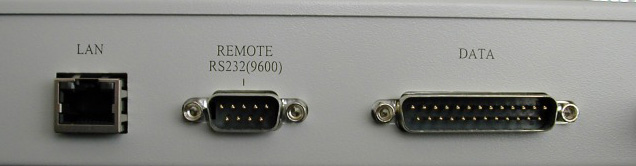 LAN
REMOTE
RS232(9600)
DATA